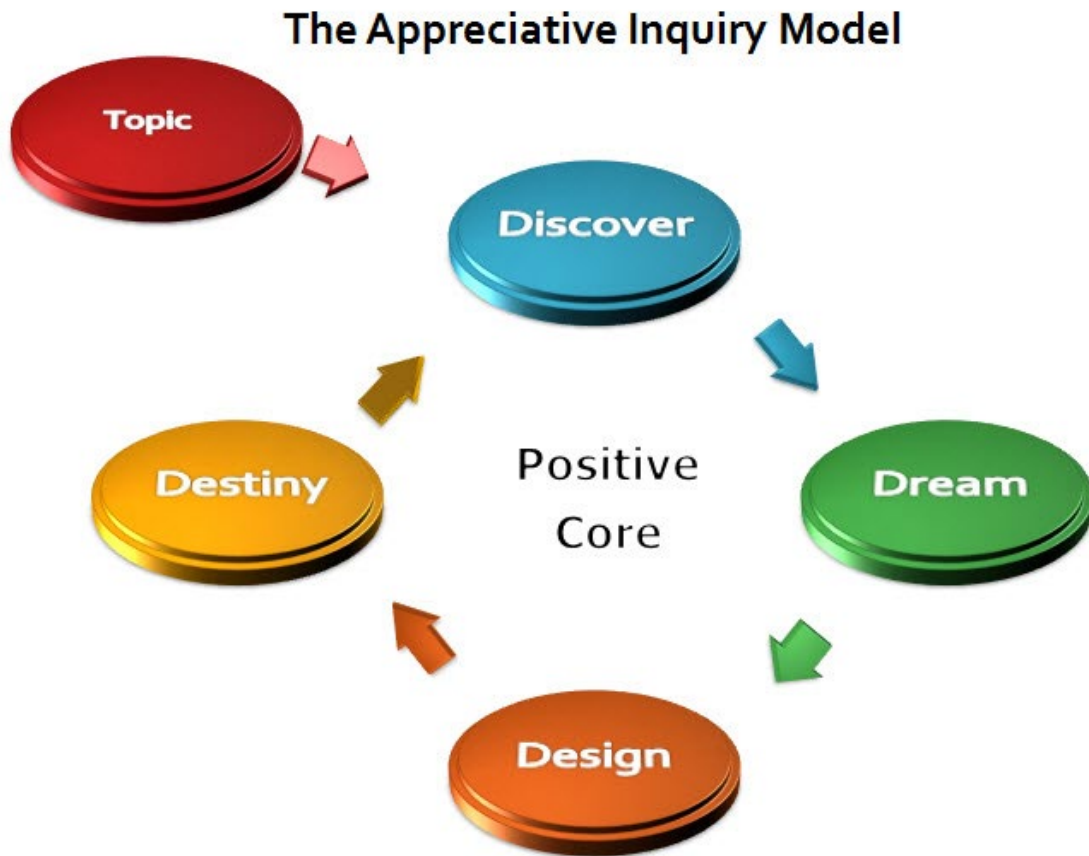 The Appreciative Inquiry Model
Topic
Discover
Destiny
Positive
Core
Dream
Design